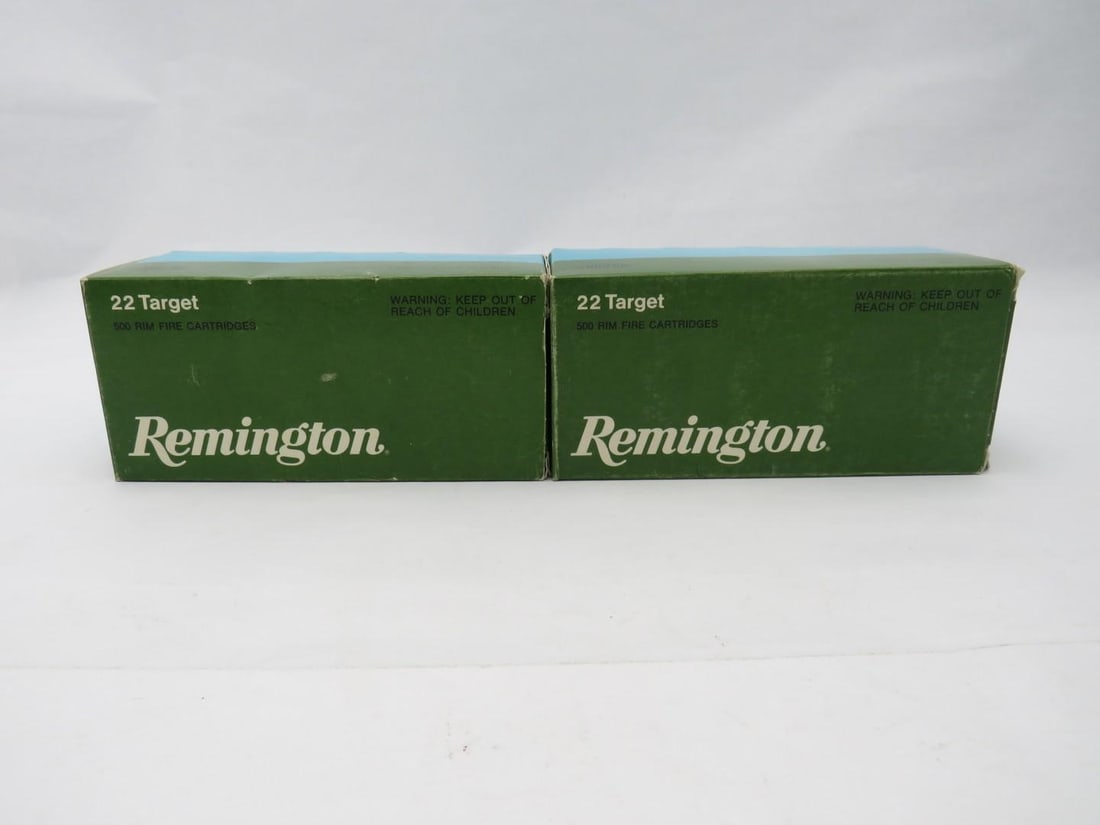 22 Target
500 RIM FIRE CARTRIDGES
WARNING: KEEP OUT OF
REACH OF CHILDREN
Remington®
22 Target
500 RIM FIRE CARTRIDGES
WARNING: KEEP OUT OF
REACH OF CHILDREN
Remington®